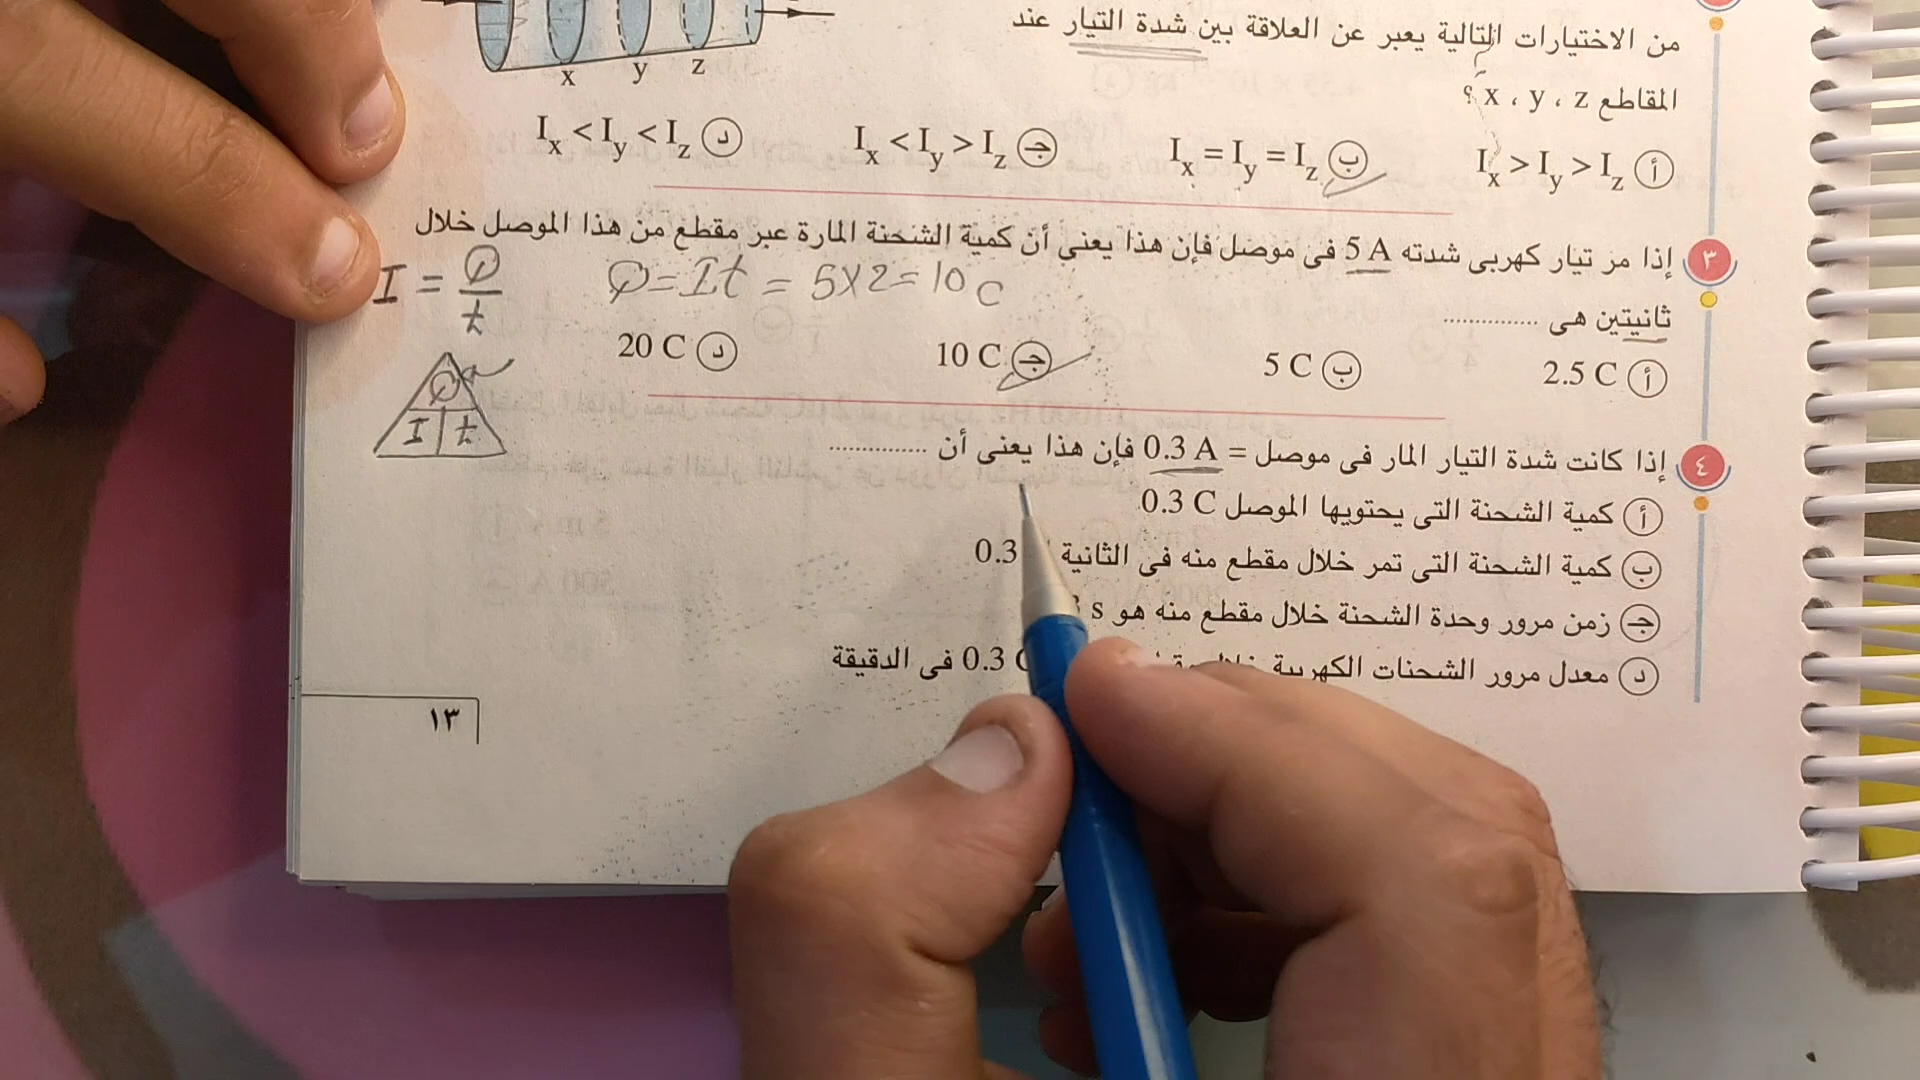 x y z
من الاختيارات التالية يعبر عن العلاقة بين شدة التيار عند
المقاطع x ، y ، z ؟
أ Ix > Iy > Iz ب Ix = Iy = Iz ج Ix < Iy > Iz د Ix < Iy < Iz
٣ إذا مر تيار كهربى شدته 5 A فى موصل فإن هذا يعنى أن كمية الشحنة المارة عبر مقطع من هذا الموصل خلال
ثانيتين هى ...............
I = Q/t Q = It = 5 x 2 = 10 C
أ 2.5 C ب 5 C ج 10 C د 20 C
Q
I t
٤ إذا كانت شدة التيار المار فى موصل = 0.3 A فإن هذا يعنى أن ...............
أ كمية الشحنة التى يحتويها الموصل 0.3 C
ب كمية الشحنة التى تمر خلال مقطع منه فى الثانية 0.3
ج زمن مرور وحدة الشحنة خلال مقطع منه هو s
د معدل مرور الشحنات الكهربية خلال 0.3 C فى الدقيقة
١٣